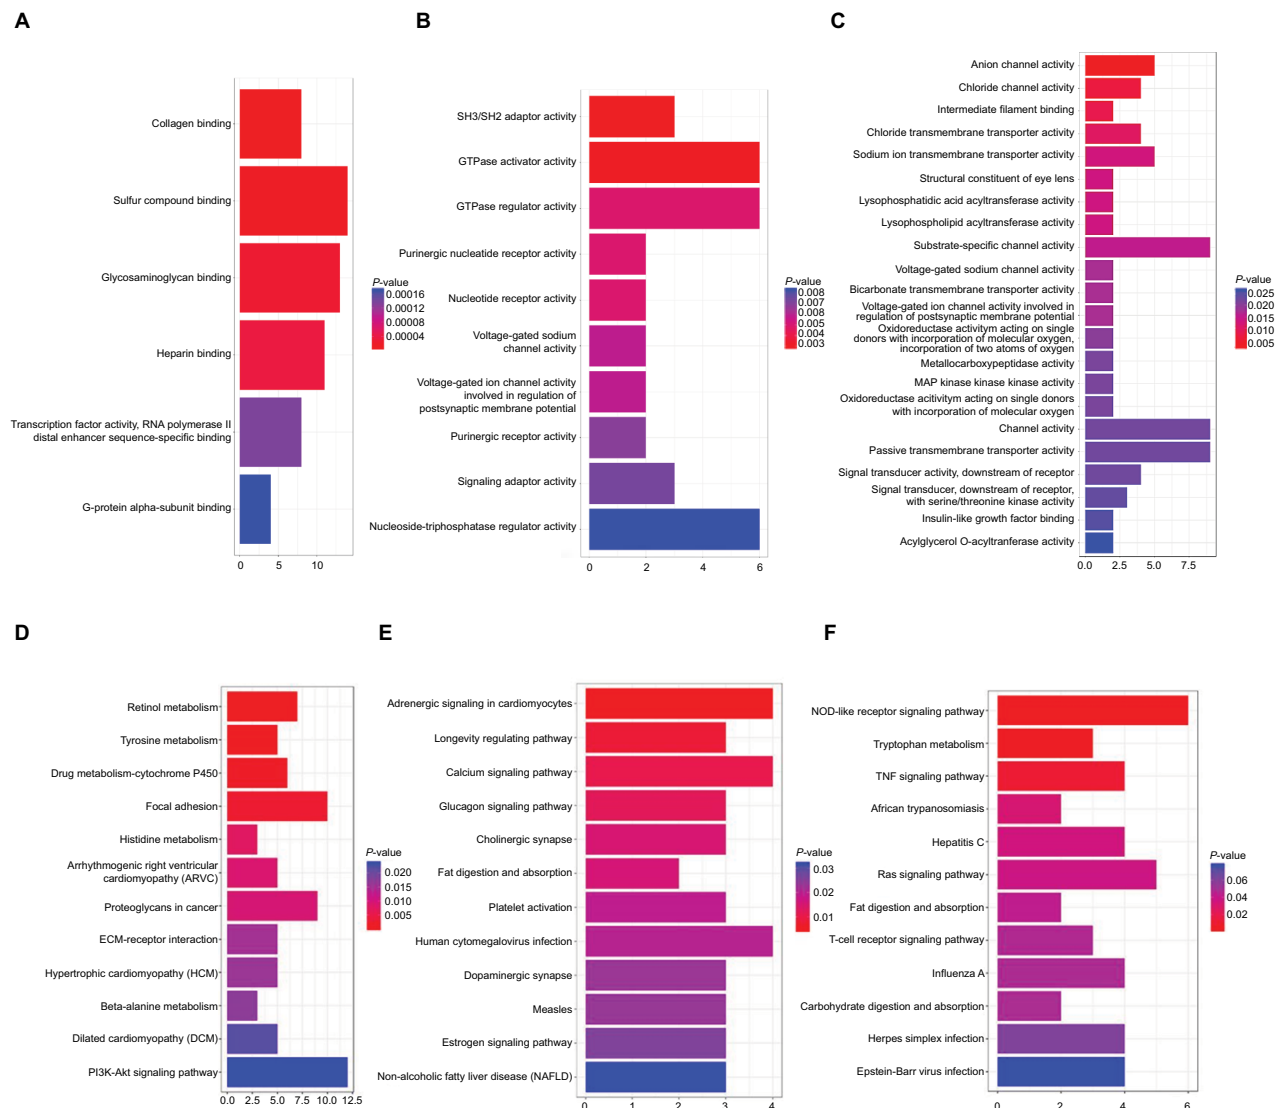 A
B
C
Collagen binding
Sulfur compound binding
Glycosaminoglycan binding
Heparin binding
Transcription factor activity, RNA polymerase II
distal enhancer sequence-specific binding
G-protein alpha-subunit binding
0 5 10
P-value
0.00016
0.00012
0.00008
0.00004
SH3/SH2 adaptor activity
GTPase activator activity
GTPase regulator activity
Purinergic nucleatide receptor activity
Nucleotide receptor activity
Voltage-gated sodium
channel activity
Voltage-gated ion channel activity
involved in regulation of
postsynaptic membrane potential
Purinergic receptor activity
Signaling adaptor activity
Nucleoside-triphosphatase regulator activity
0 2 4 6
P-value
0.008
0.007
0.008
0.005
0.004
0.003
Anion channel activity
Chloride channel activity
Intermediate filament binding
Chloride transmembrane transporter activity
Sodium ion transmembrane transporter activity
Structural constituent of eye lens
Lysophosphatidic acid acyltransferase activity
Lysophospholipid acyltransferase activity
Substrate-specific channel activity
Voltage-gated sodium channel activity
Bicarbonate transmembrane transporter activity
Voltage-gated ion channel activity involved in
regulation of postsynaptic membrane potential
Oxidoreductase activitym acting on single
donors with incorporation of molecular oxygen,
incorporation of two atoms of oxygen
Metallocarboxypeptidase activity
MAP kinase kinase kinase activity
Oxidoreductase acitivitym acting on single donors
with incorporation of molecular oxygen
Channel activity
Passive transmembrane transporter activity
Signal transducer activity, downstream of receptor
Signal transducer, downstream of receptor,
with serine/threonine kinase activity
Insulin-like growth factor binding
Acylglycerol O-acyltranferase activity
0.0 2.5 5.0 7.5
P-value
0.025
0.020
0.015
0.010
0.005
D
E
F
Retinol metabolism
Tyrosine metabolism
Drug metabolism-cytochrome P450
Focal adhesion
Histidine metabolism
Arrhythmogenic right ventricular
cardiomyopathy (ARVC)
Proteoglycans in cancer
ECM-receptor interaction
Hypertrophic cardiomyopathy (HCM)
Beta-alanine metabolism
Dilated cardiomyopathy (DCM)
PI3K-Akt signaling pathway
0.0 2.5 5.0 7.5 10.0 12.5
P-value
0.020
0.015
0.010
0.005
Adrenergic signaling in cardiomyocytes
Longevity regulating pathway
Calcium signaling pathway
Glucagon signaling pathway
Cholinergic synapse
Fat digestion and absorption
Platelet activation
Human cytomegalovirus infection
Dopaminergic synapse
Measles
Estrogen signaling pathway
Non-alcoholic fatty liver disease (NAFLD)
0 1 2 3 4
P-value
0.03
0.02
0.01
NOD-like receptor signaling pathway
Tryptophan metabolism
TNF signaling pathway
African trypanosomiasis
Hepatitis C
Ras signaling pathway
Fat digestion and absorption
T-cell receptor signaling pathway
Influenza A
Carbohydrate digestion and absorption
Herpes simplex infection
Epstein-Barr virus infection
0 2 4 6
P-value
0.06
0.04
0.02